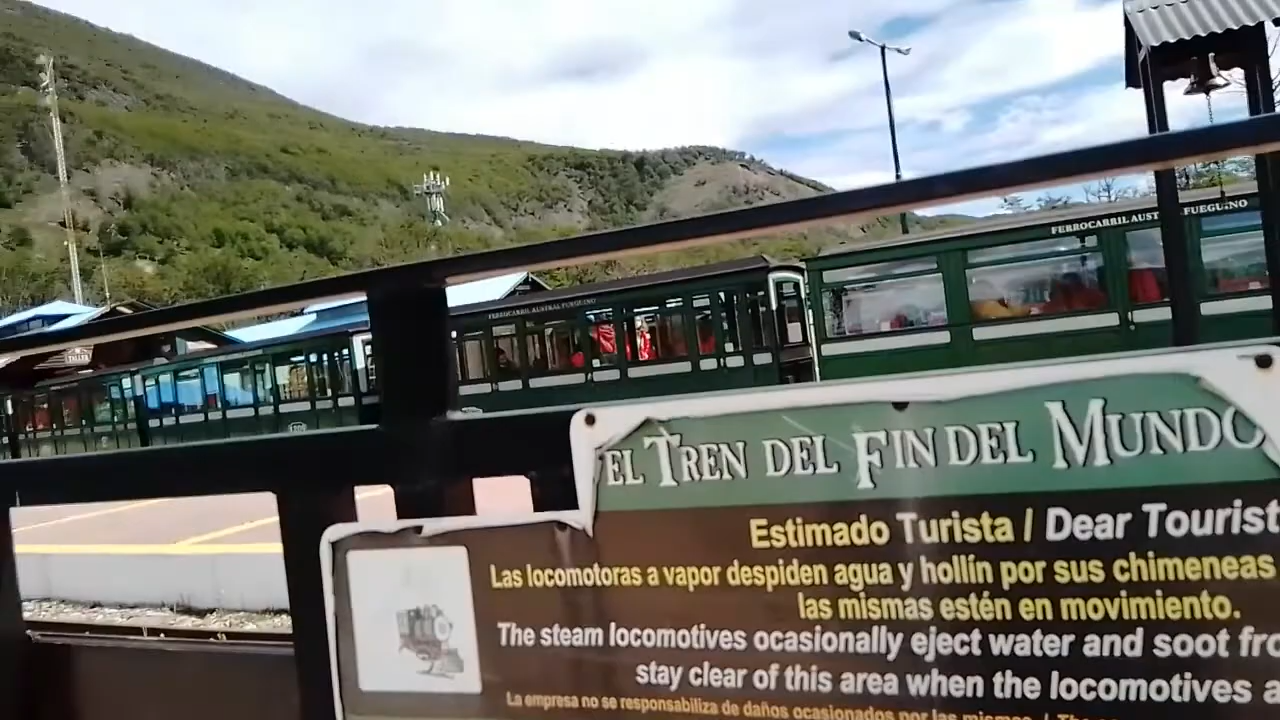 FERROCARRIL AUST FUEGUINO
FERROCARRIL AUSTRAL FUEGUINO
TALLER
EL TREN DEL FIN DEL MUNDO
Estimado Turista / Dear Tourist
Las locomotoras a vapor despiden agua y hollín por sus chimeneas
las mismas estén en movimiento.
The steam locomotives ocasionally eject water and soot fro
stay clear of this area when the locomotives a
La empresa no se responsabiliza de daños ocasionados por las mismas. /